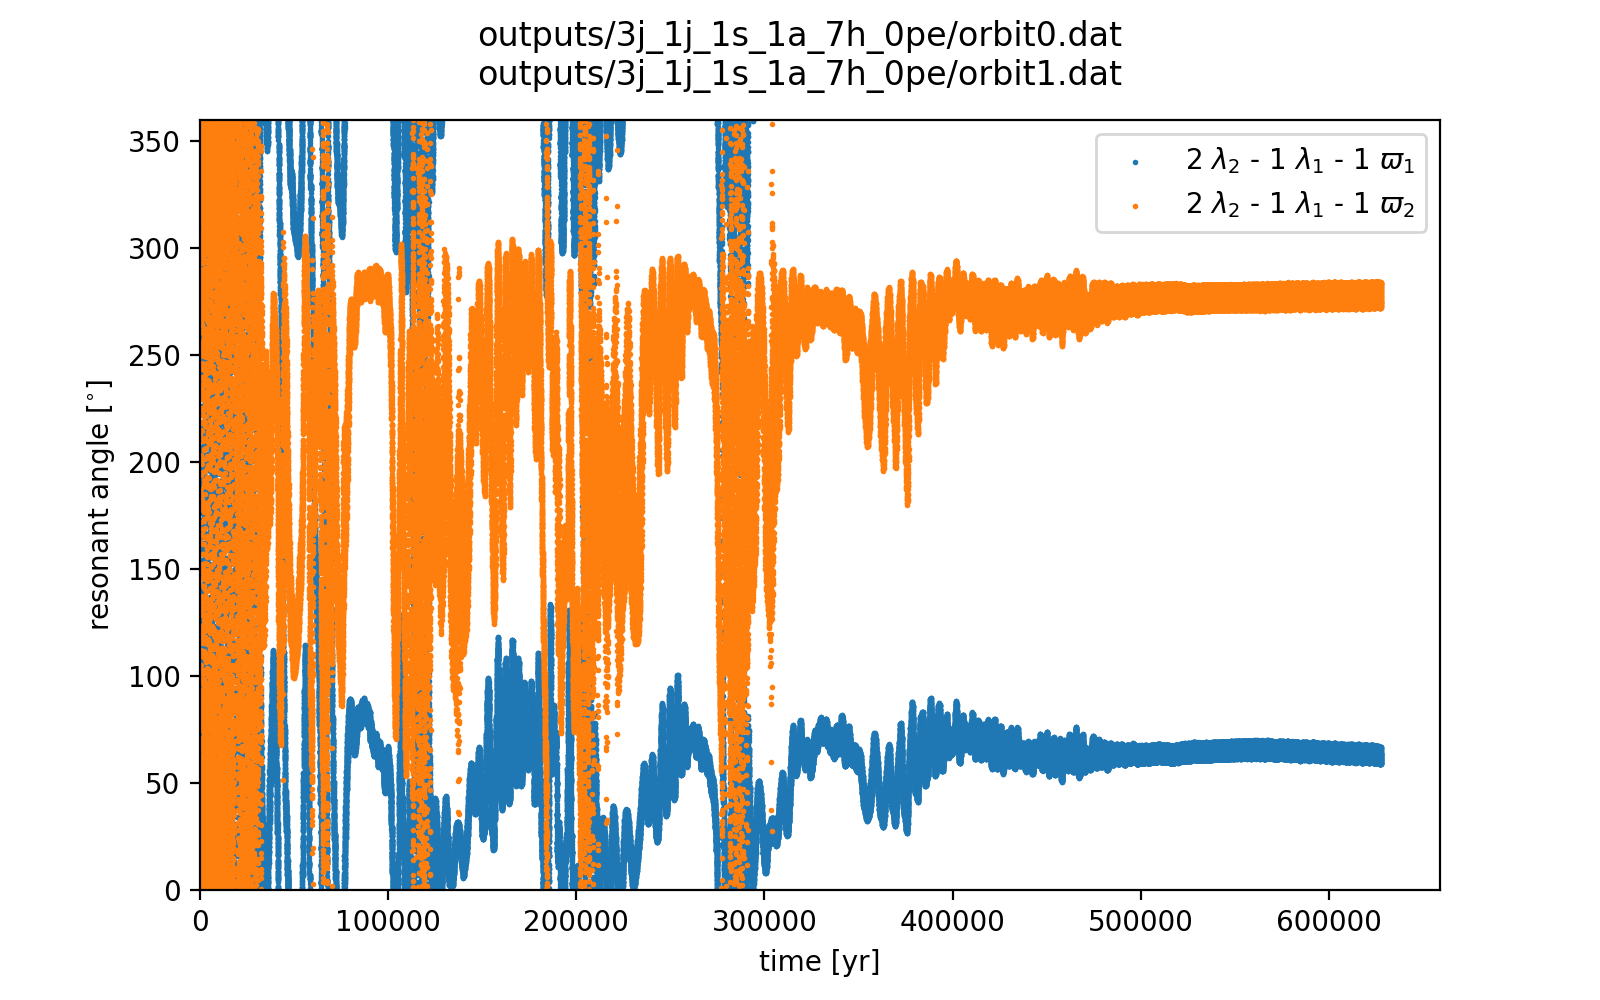 outputs/3j_1j_1s_1a_7h_0pe/orbit0.dat
outputs/3j_1j_1s_1a_7h_0pe/orbit1.dat
350
300
250
200
150
100
50
0
resonant angle [°]
2 λ₂ - 1 λ₁ - 1 ϖ₁
2 λ₂ - 1 λ₁ - 1 ϖ₂
0 100000 200000 300000 400000 500000 600000
time [yr]